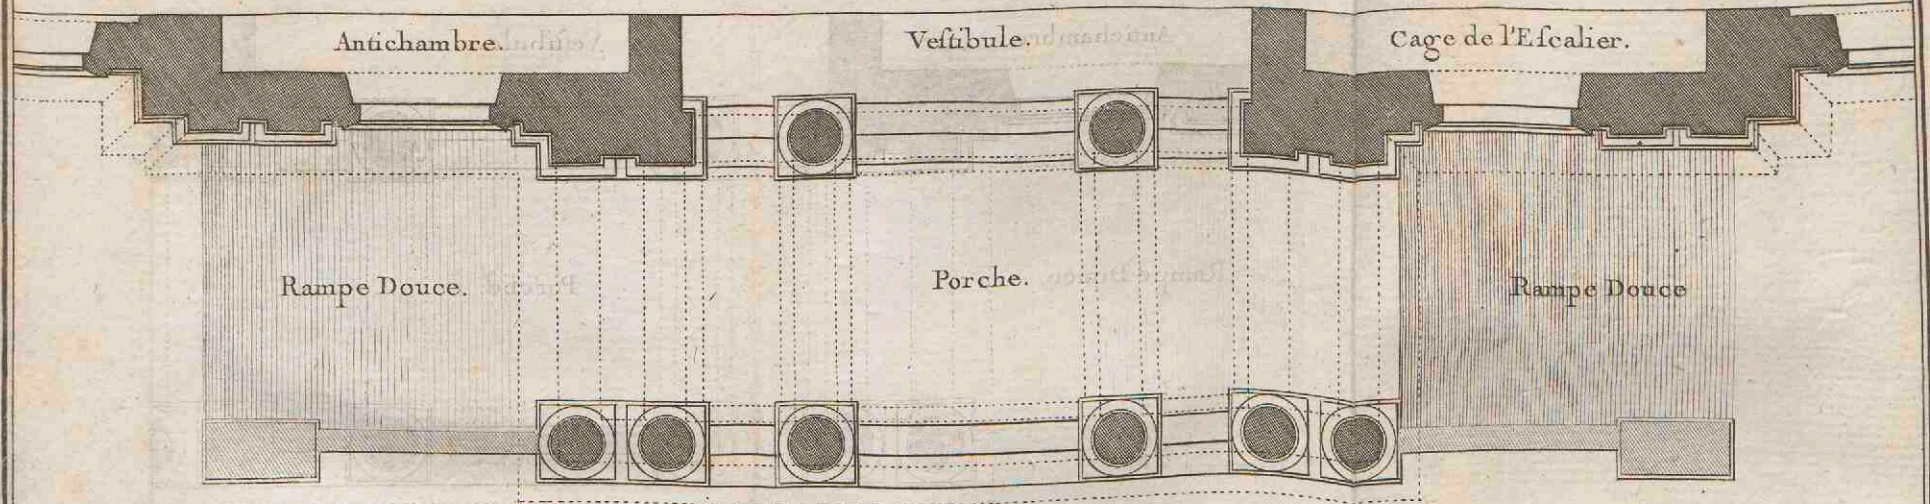 Antichambre.
Veſtibule.
Cage de l'Eſcalier.
Rampe Douce.
Porche.
Rampe Douce